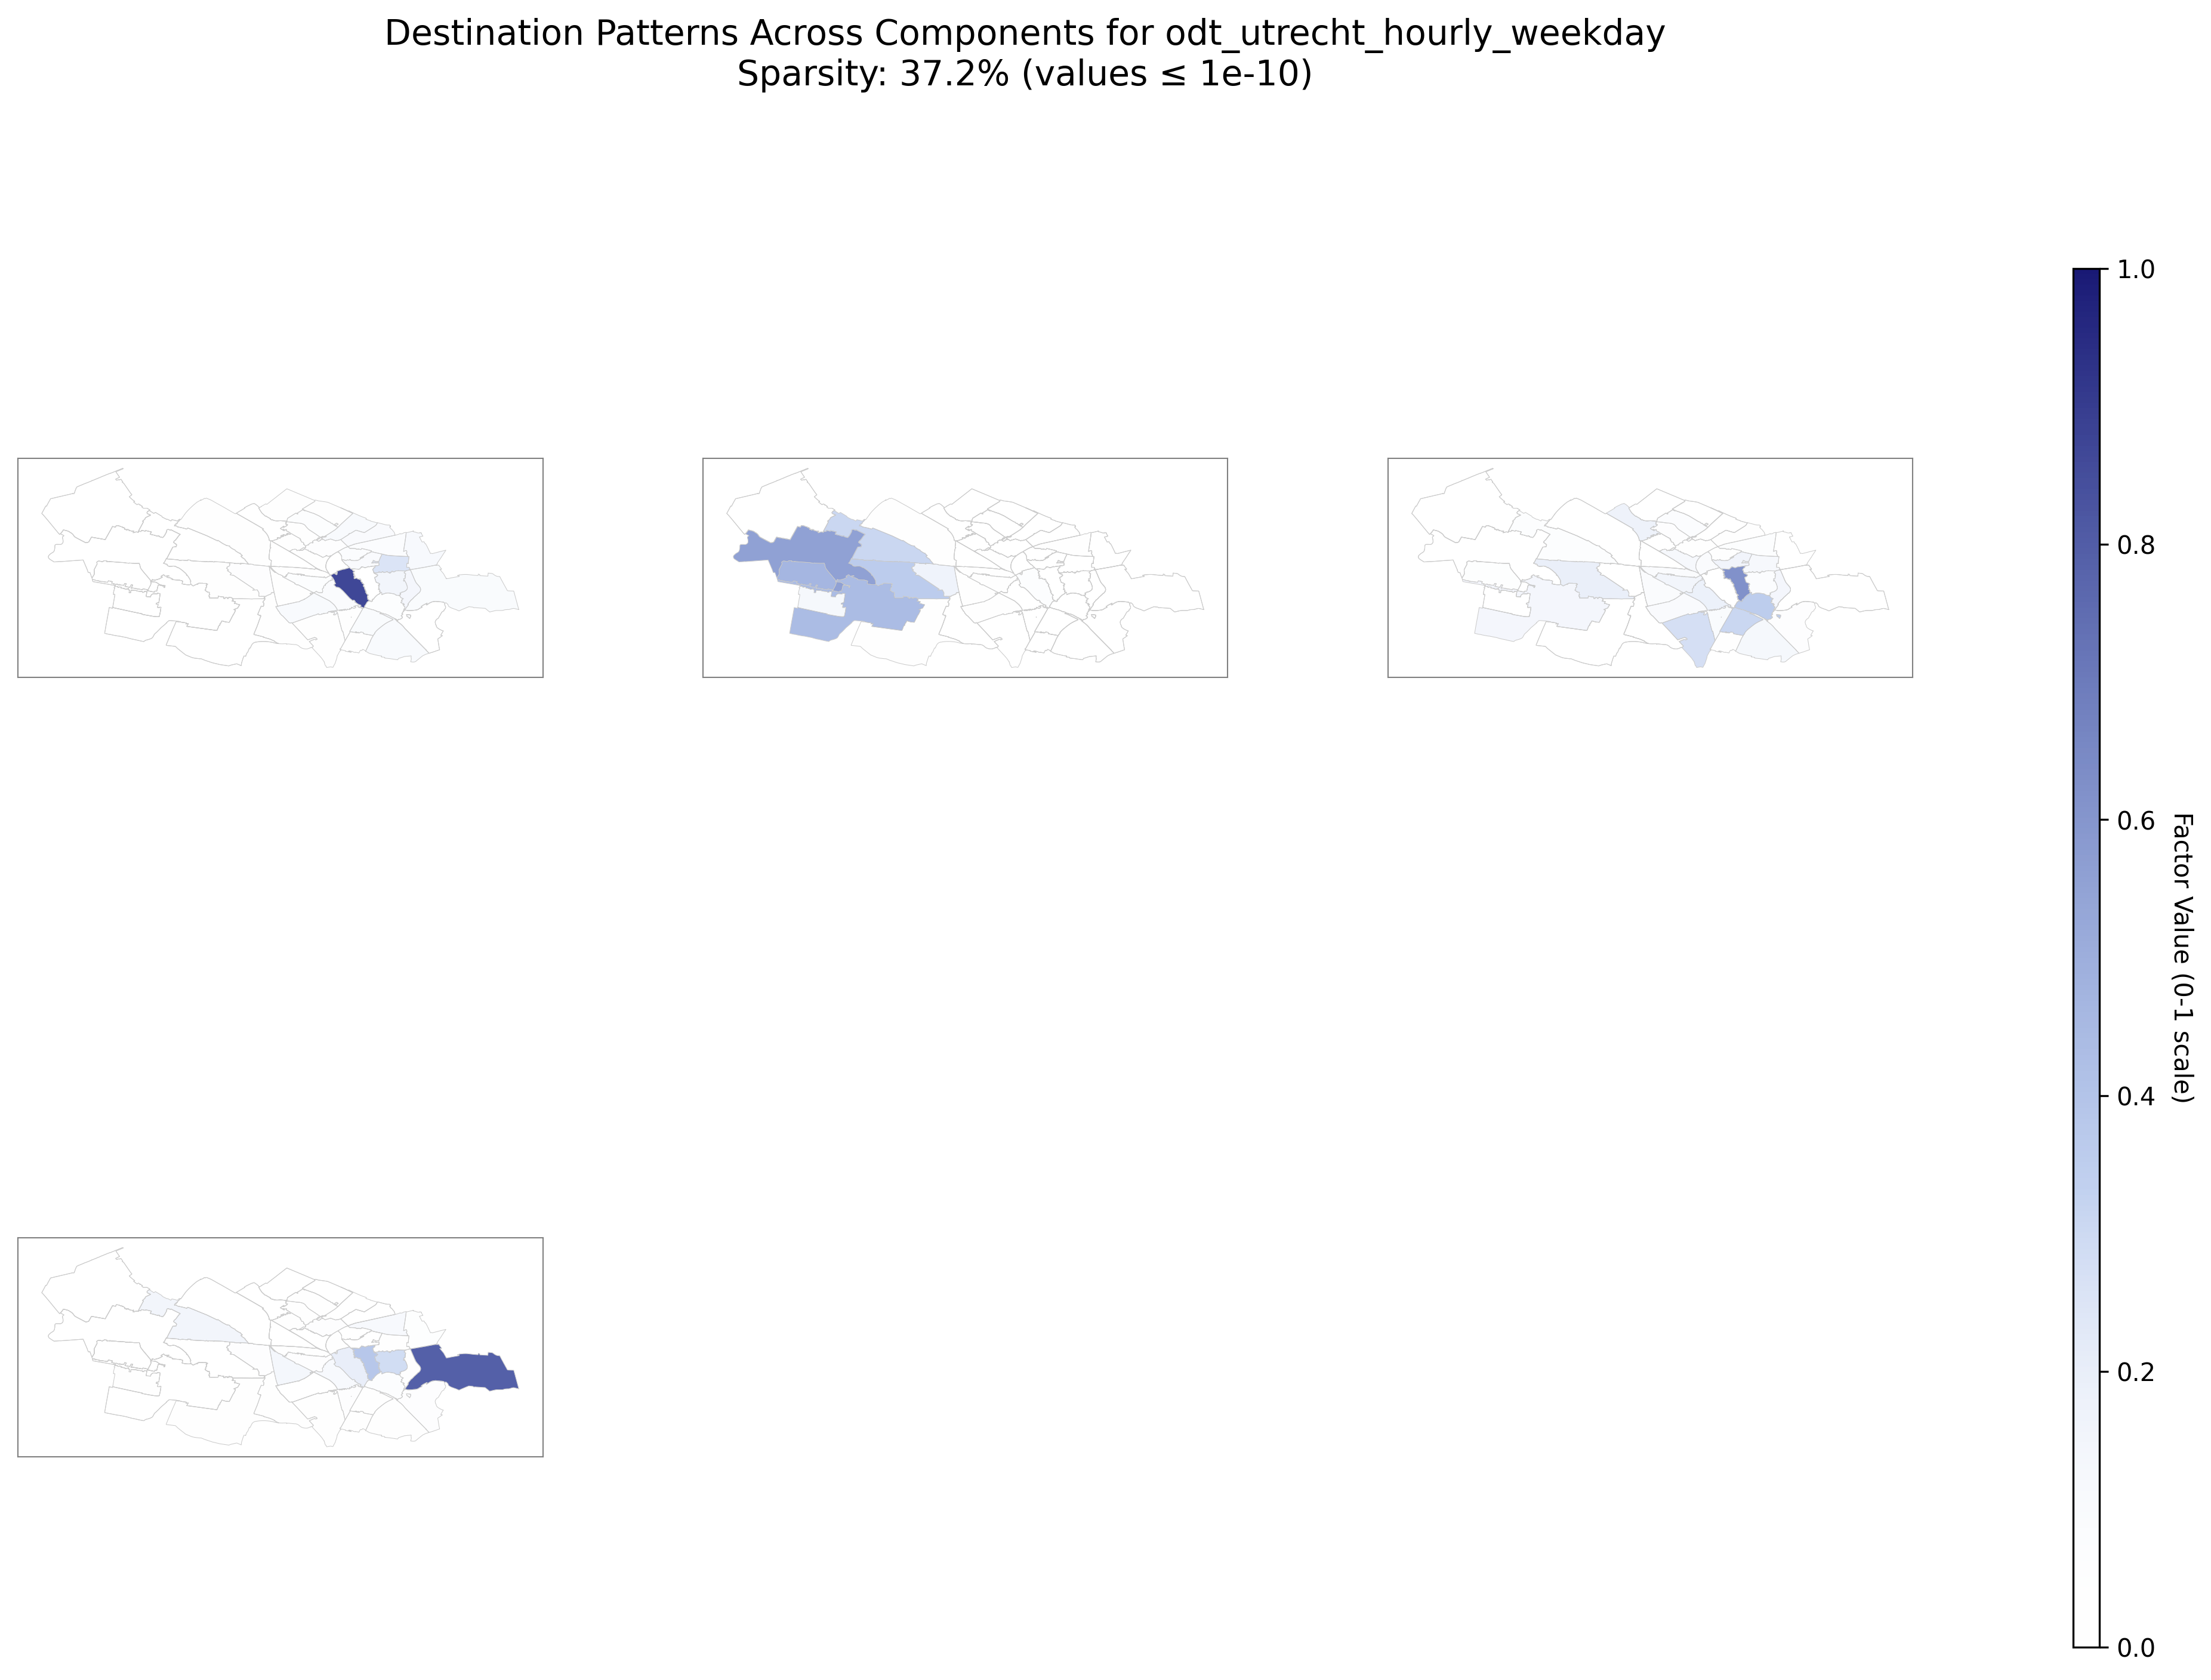 Destination Patterns Across Components for odt_utrecht_hourly_weekday
Sparsity: 37.2% (values ≤ 1e-10)
1.0
0.8
0.6
0.4
0.2
0.0
Factor Value (0-1 scale)